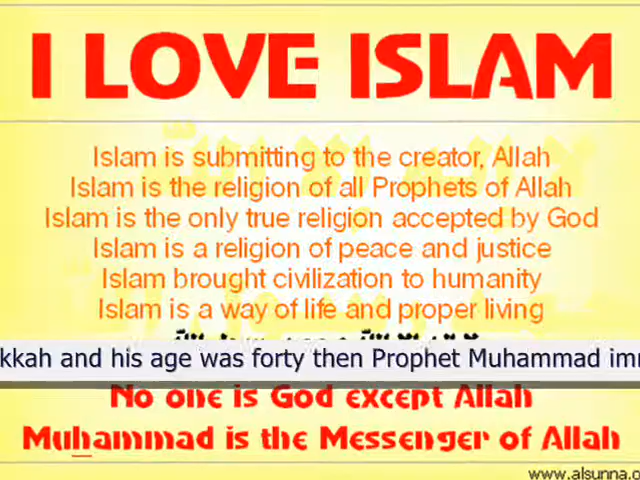 I LOVE ISLAM
Islam is submitting to the creator, Allah
Islam is the religion of all Prophets of Allah
Islam is the only true religion accepted by God
Islam is a religion of peace and justice
Islam brought civilization to humanity
Islam is a way of life and proper living
kkah and his age was forty then Prophet Muhammad im
No one is God except Allah
Muhammad is the Messenger of Allah
www.alsunna.o